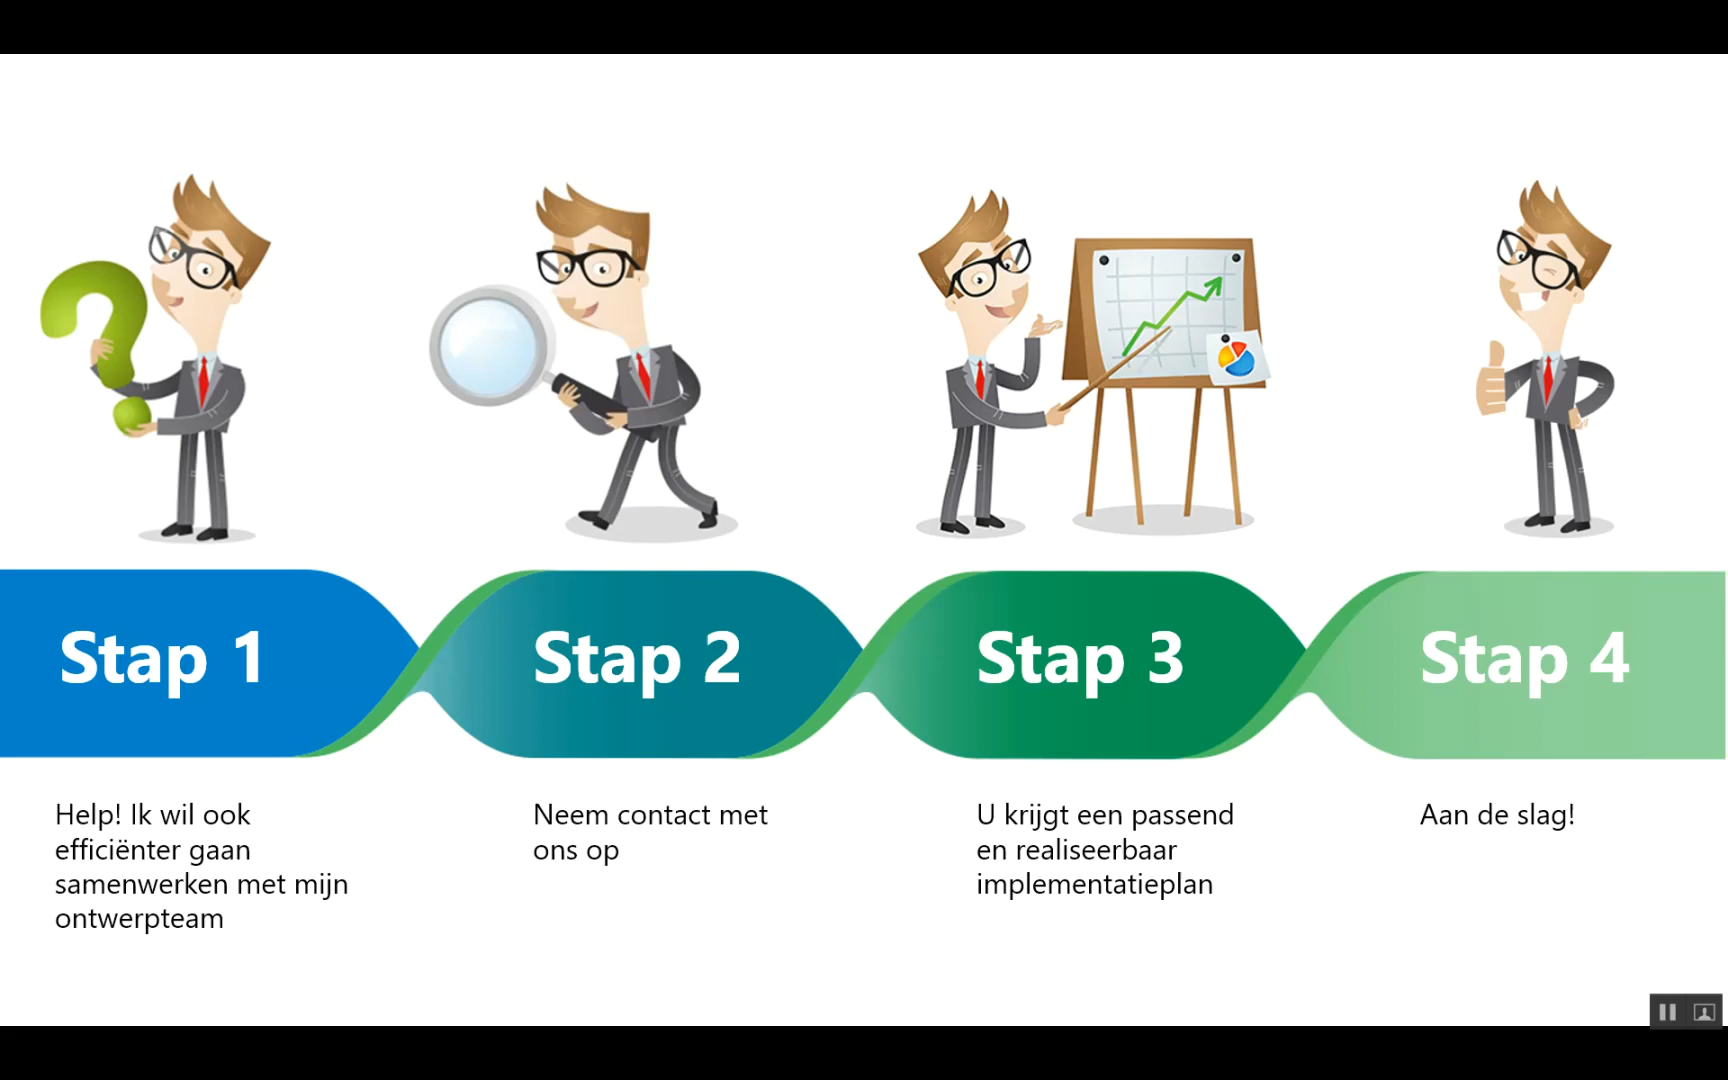 Stap 1
Stap 2
Stap 3
Stap 4
Help! Ik wil ook
efficiënter gaan
samenwerken met mijn
ontwerpteam
Neem contact met
ons op
U krijgt een passend
en realiseerbaar
implementatieplan
Aan de slag!